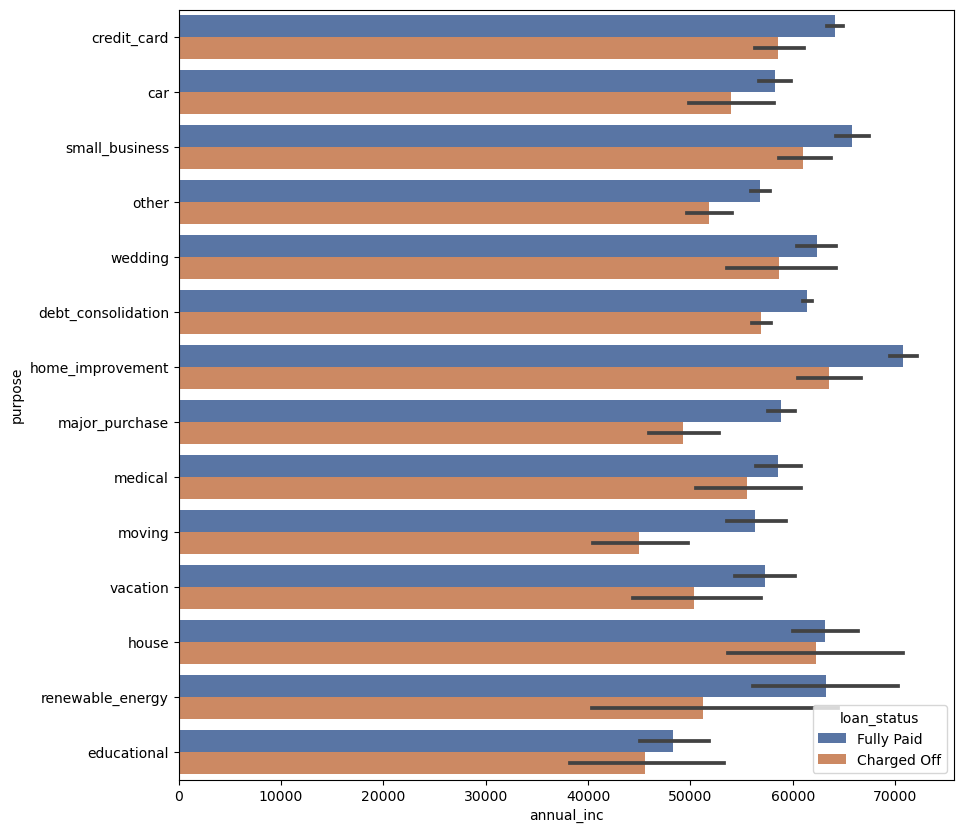 credit_card
car
small_business
other
wedding
debt_consolidation
home_improvement
major_purchase
medical
moving
vacation
house
renewable_energy
educational
purpose
loan_status
Fully Paid
Charged Off
0 10000 20000 30000 40000 50000 60000 70000
annual_inc